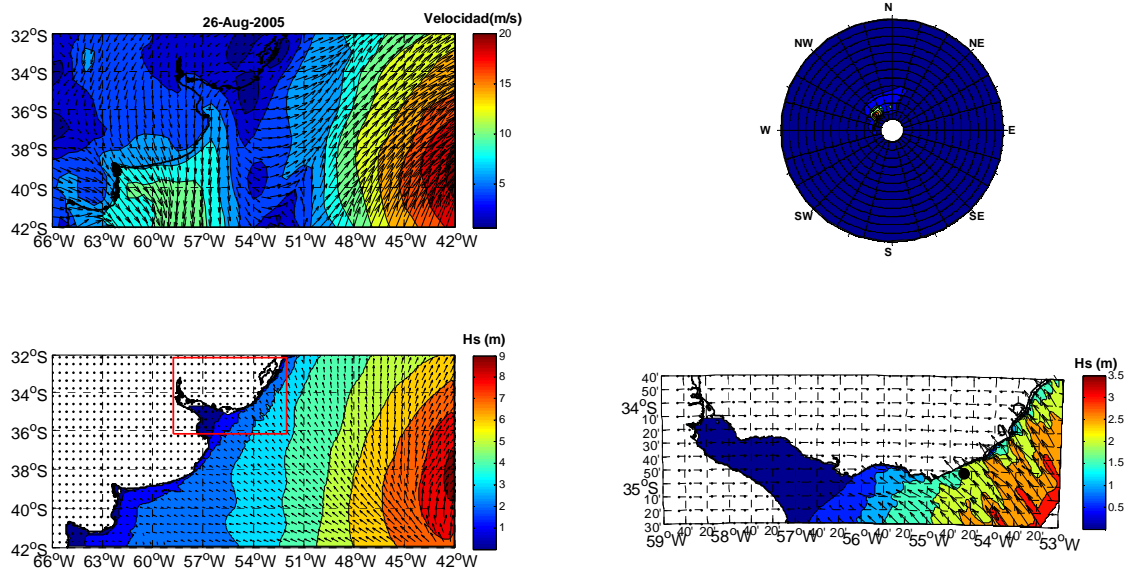 26-Aug-2005
Velocidad(m/s)
32°S
34°S
36°S
38°S
40°S
42°S
66°W 63°W 60°W 57°W 54°W 51°W 48°W 45°W 42°W
20
15
10
5
N
NW
NE
W
E
SW
SE
S
Hs (m)
32°S
34°S
36°S
38°S
40°S
42°S
66°W 63°W 60°W 57°W 54°W 51°W 48°W 45°W 42°W
9
8
7
6
5
4
3
2
1
Hs (m)
40'
20'
34°S
10'
20'
40'
50'
35°S
10'
20'
30'
59°W 40' 20' 58°W 40' 20' 57°W 40' 20' 56°W 40' 20' 55°W 40' 20' 54°W 40' 20' 53°W
3.5
3
2.5
2
1.5
1
0.5